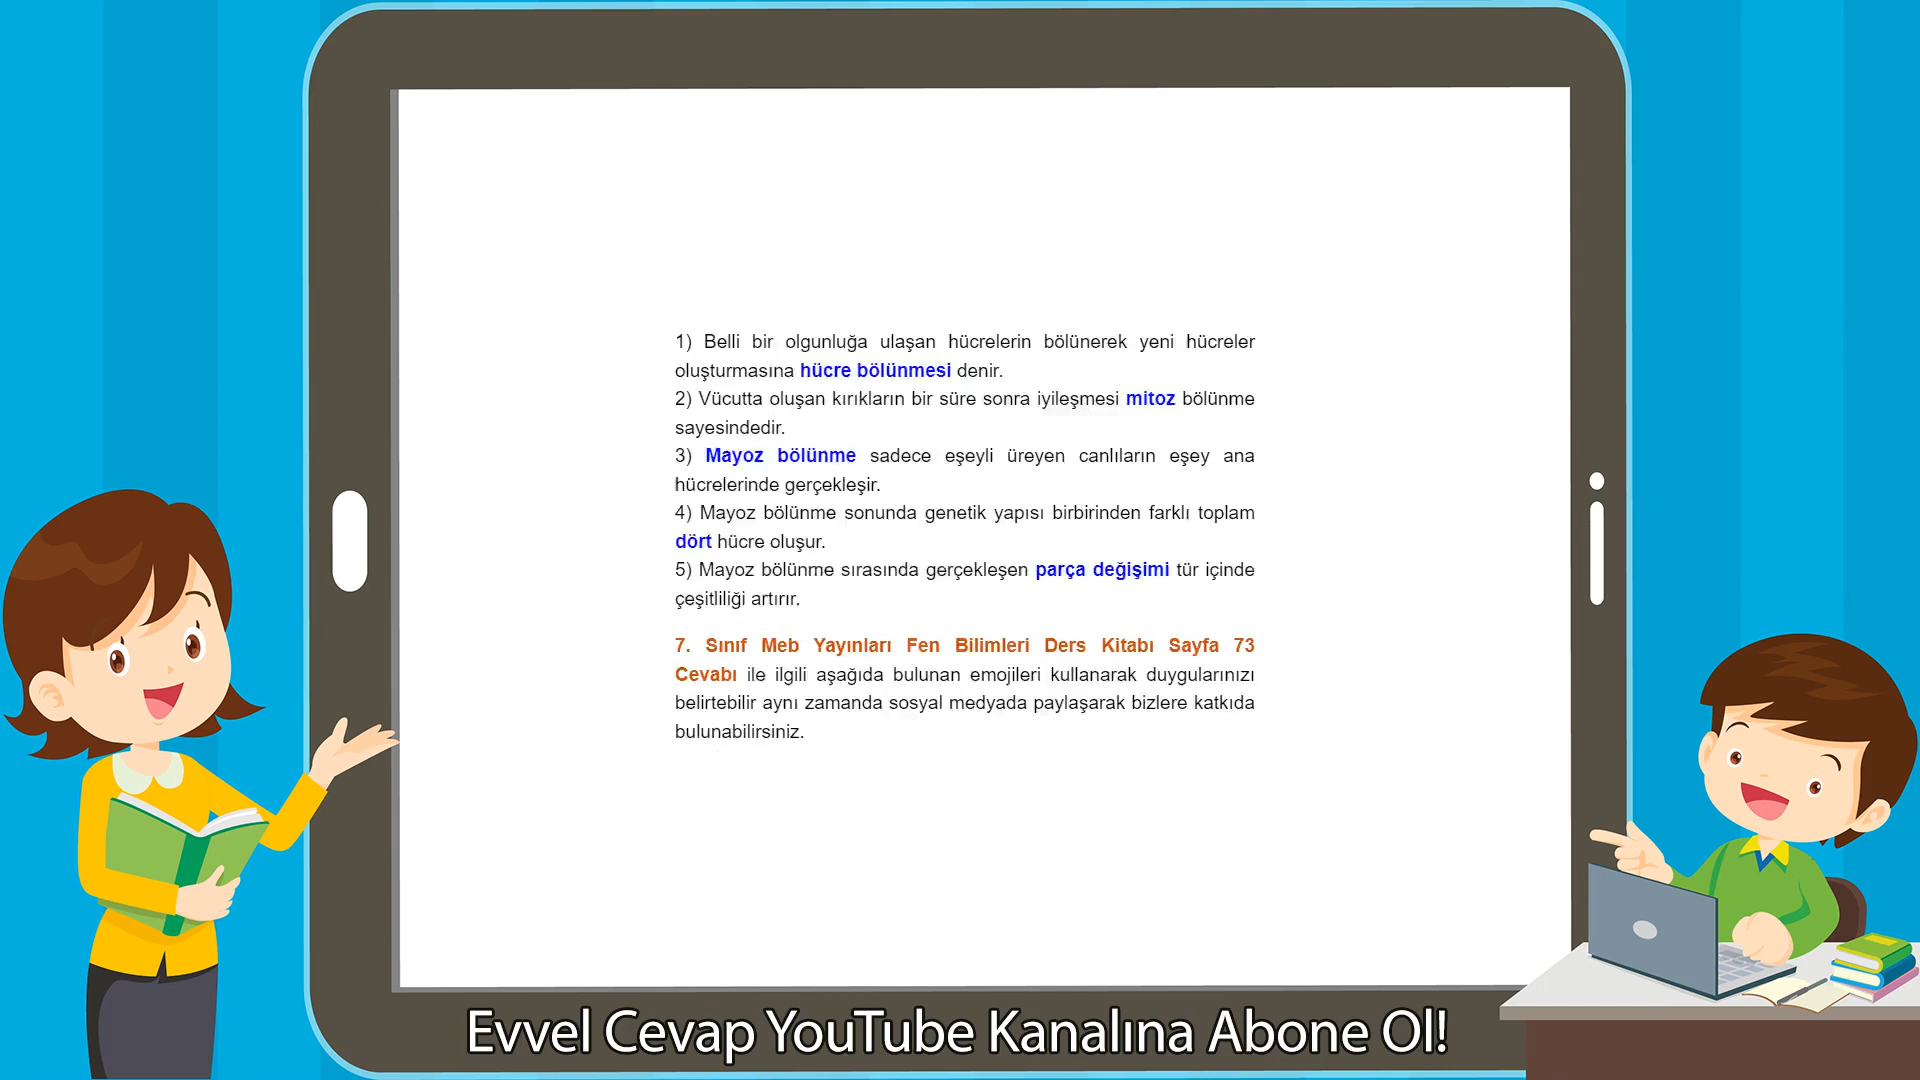 1) Belli bir olgunluğa ulaşan hücrelerin bölünerek yeni hücreler
oluşturmasına hücre bölünmesi denir.
2) Vücutta oluşan kırıkların bir süre sonra iyileşmesi mitoz bölünme
sayesindedir.
3) Mayoz bölünme sadece eşeyli üreyen canlıların eşey ana
hücrelerinde gerçekleşir.
4) Mayoz bölünme sonunda genetik yapısı birbirinden farklı toplam
dört hücre oluşur.
5) Mayoz bölünme sırasında gerçekleşen parça değişimi tür içinde
çeşitliliği artırır.
7. Sınıf Meb Yayınları Fen Bilimleri Ders Kitabı Sayfa 73
Cevabı ile ilgili aşağıda bulunan emojileri kullanarak duygularınızı
belirtebilir aynı zamanda sosyal medyada paylaşarak bizlere katkıda
bulunabilirsiniz.
Evvel Cevap YouTube Kanalına Abone Ol!